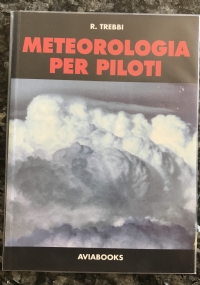 R. TREBBI
METEOROLOGIA
PER PILOTI
AVIABOOKS